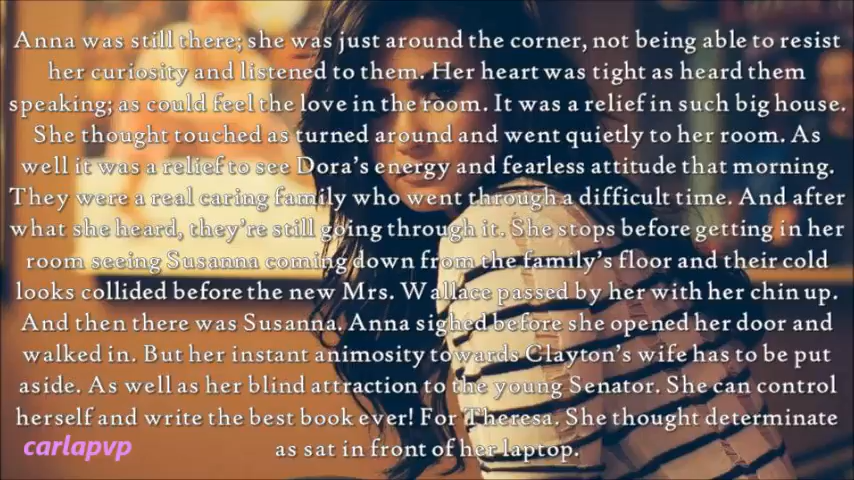 Anna was still there; she was just around the corner, not being able to resist
her curiosity and listened to them. Her heart was tight as heard them
speaking; as could feel the love in the room. It was a relief in such big house.
She thought touched as turned around and went quietly to her room. As
well it was a relief to see Dora's energy and fearless attitude that morning.
They were a real caring family who went through a difficult time. And after
what she heard, they're still going through it. She stops before getting in her
room seeing Susanna coming down from the family's floor and their cold
looks collided before the new Mrs. Wallace passed by her with her chin up.
And then there was Susanna. Anna sighed before she opened her door and
walked in. But her instant animosity towards Clayton's wife has to be put
aside. As well as her blind attraction to the young Senator. She can control
herself and write the best book ever! For Theresa. She thought determinate
as sat in front of her laptop.
carlapvp